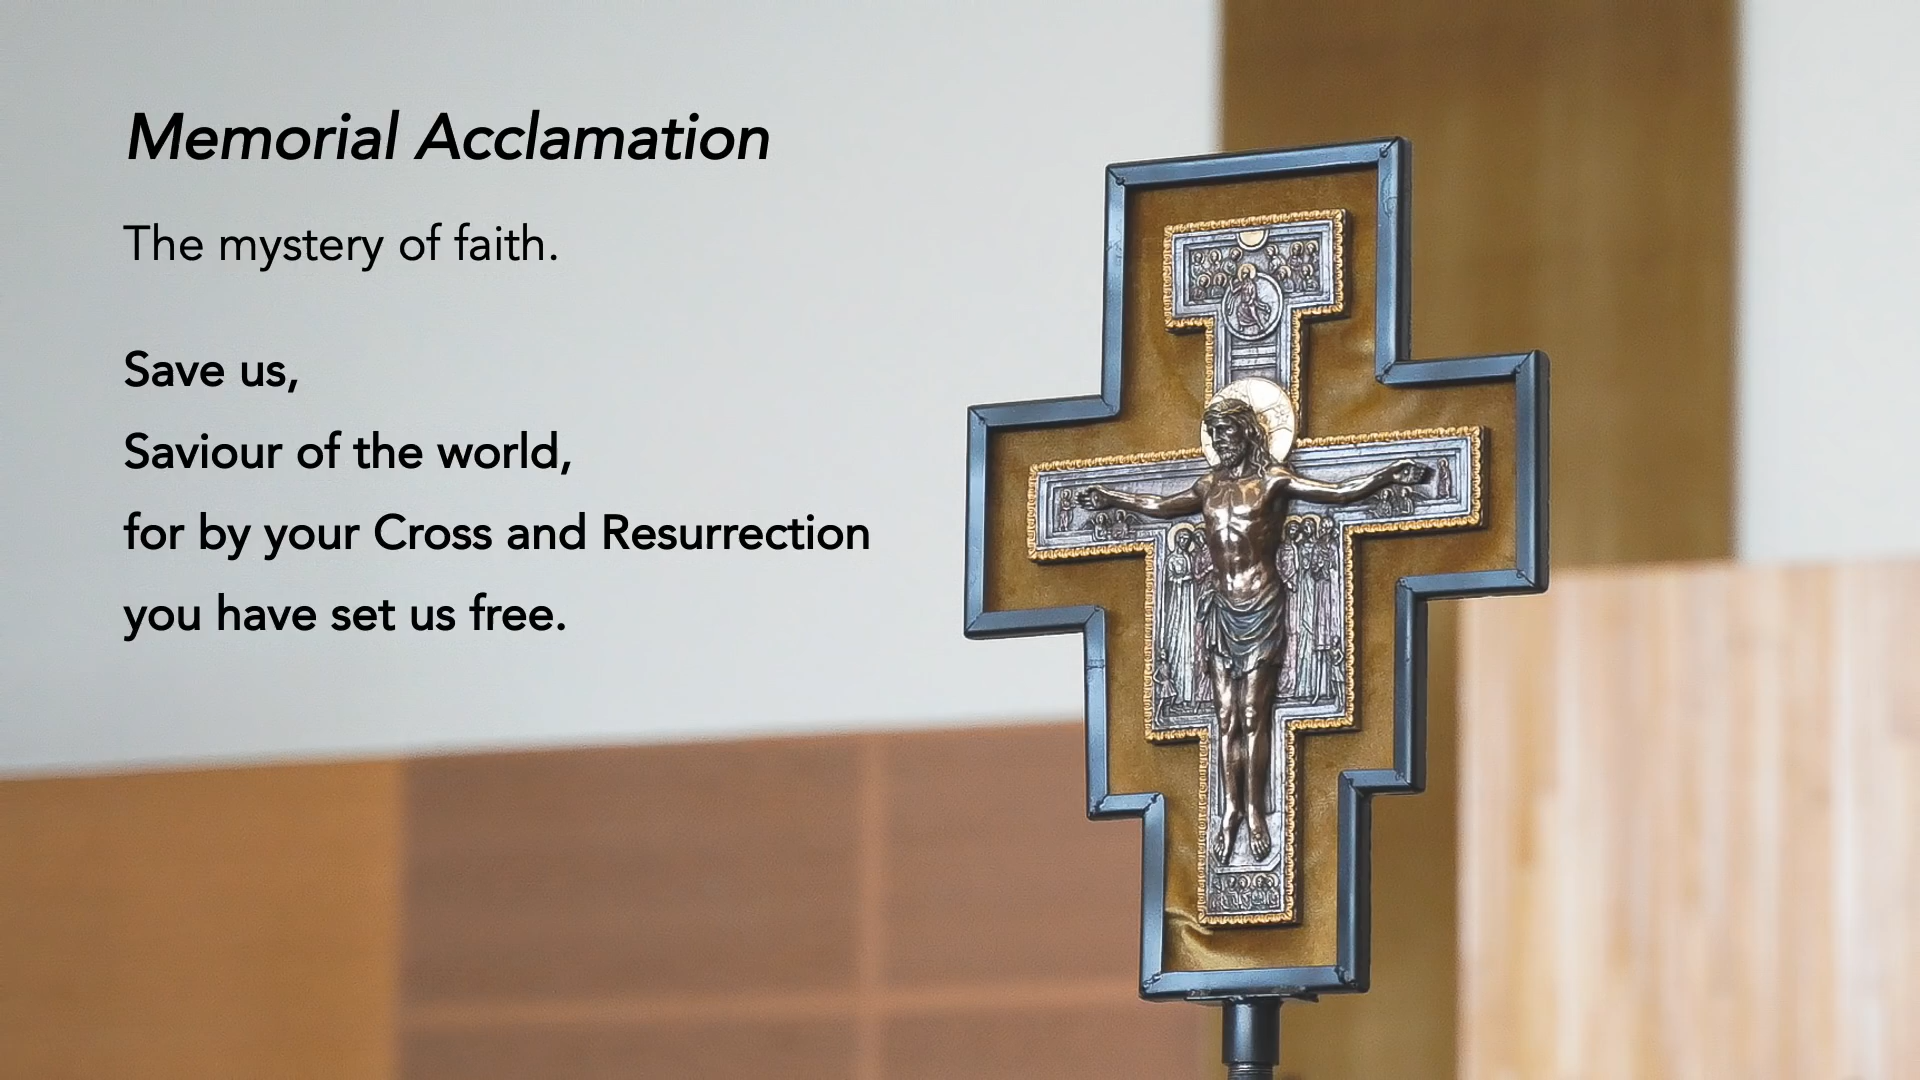 Memorial Acclamation
The mystery of faith.
Save us,
Saviour of the world,
for by your Cross and Resurrection
you have set us free.